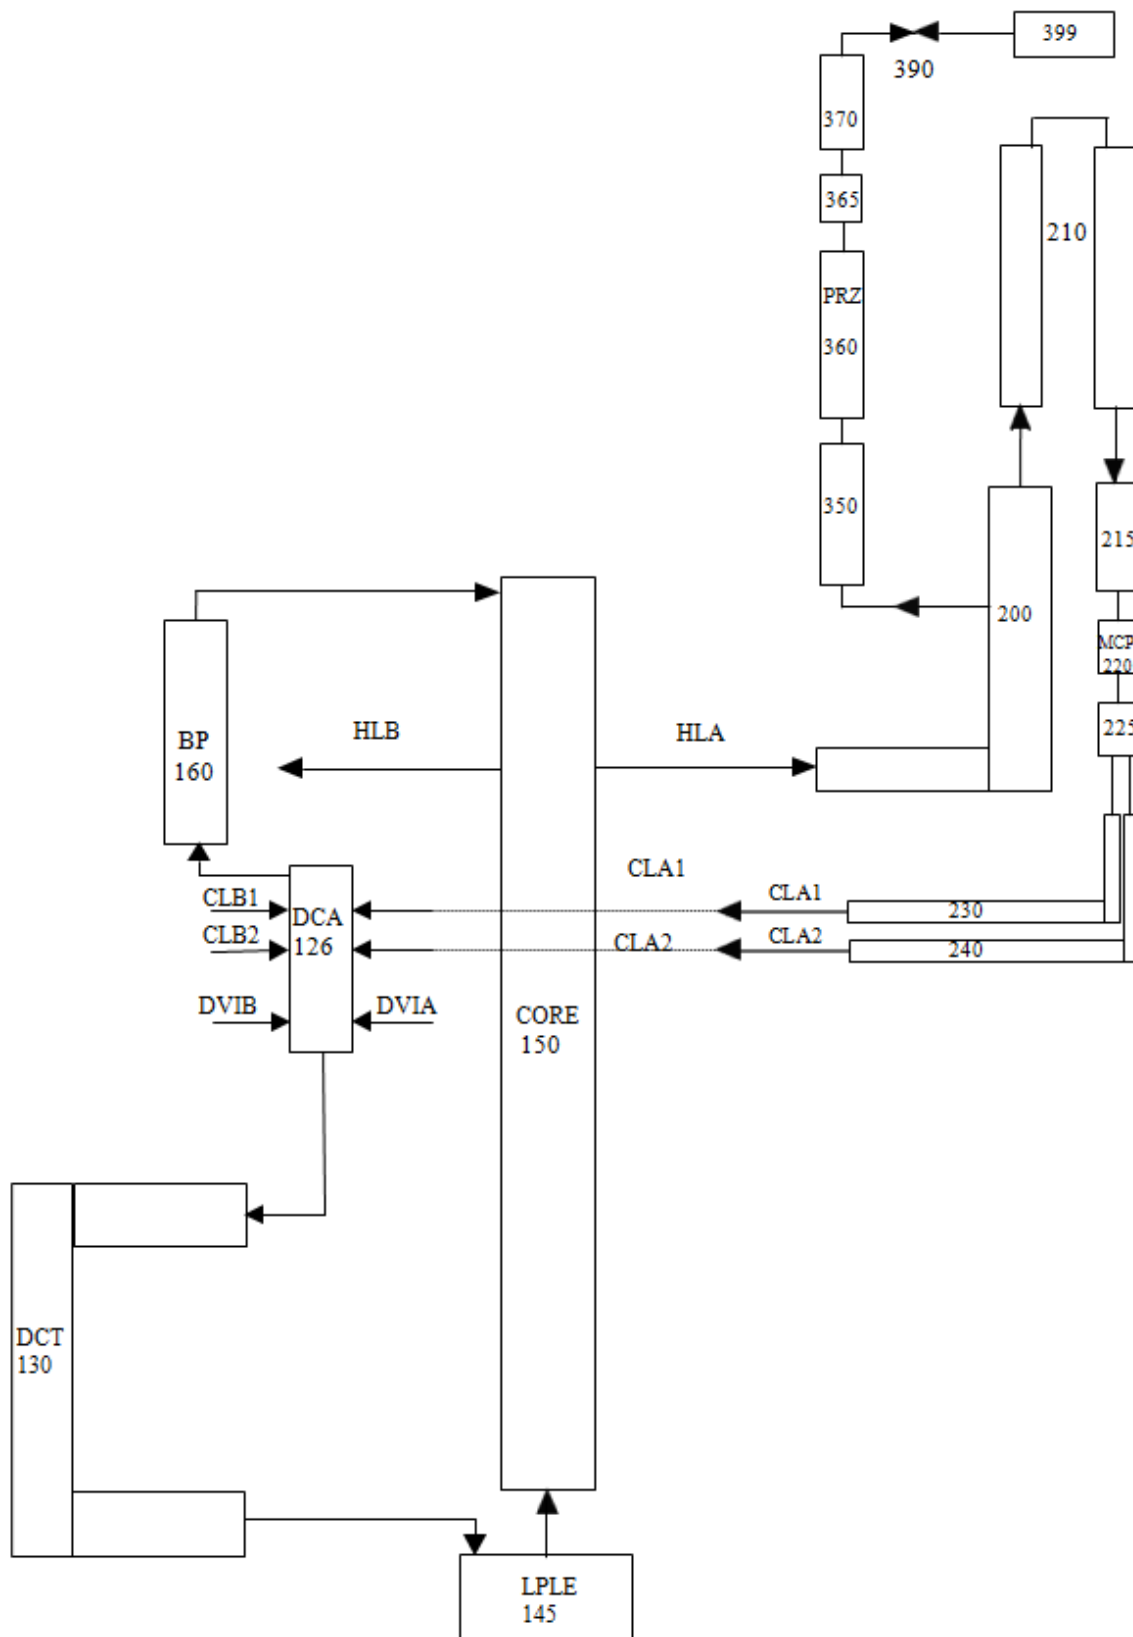 399
390
370
365
210
PRZ
360
350
215
200
MCP
220
225
HLB
HLA
BP
160
CLA1
CLB1
CLA1
DCA
230
CLB2
126
CLA2
CLA2
240
DVIB
DVIA
CORE
150
DCT
130
LPLE
145